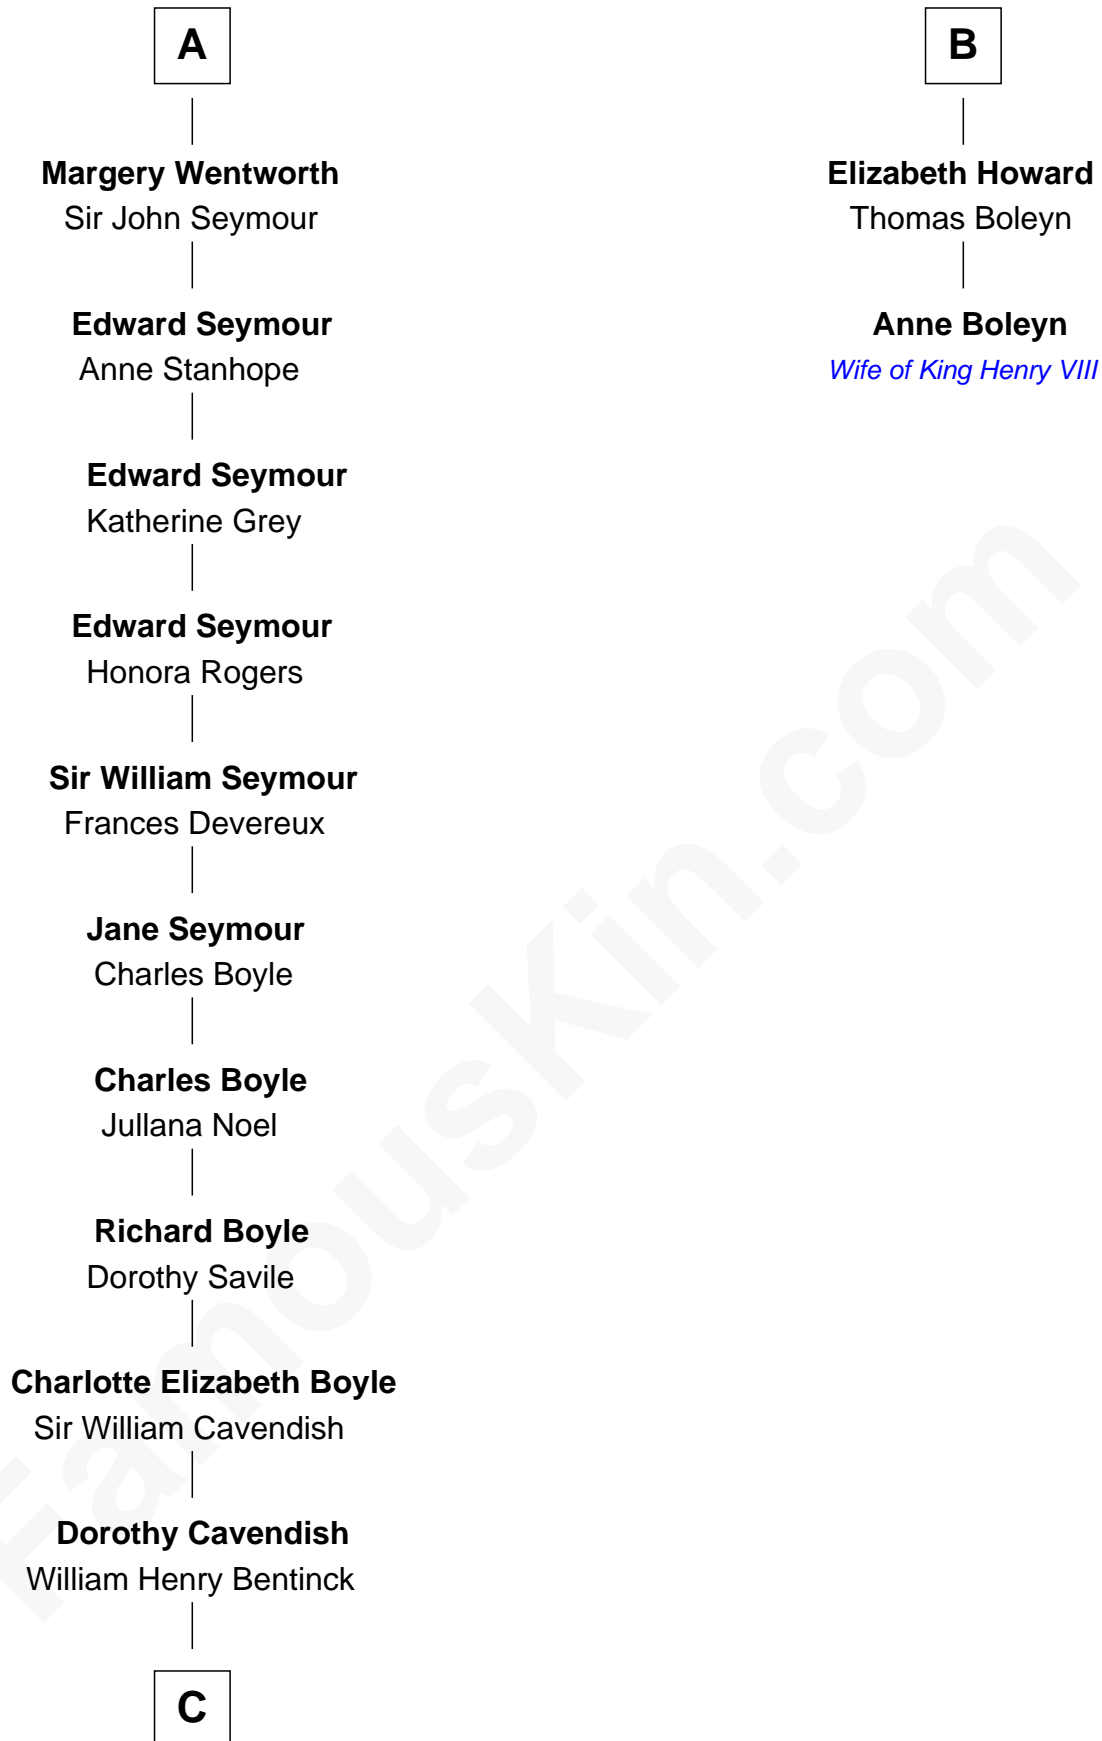 A
Margery Wentworth
Sir John Seymour
Edward Seymour
Anne Stanhope
Edward Seymour
Katherine Grey
Edward Seymour
Honora Rogers
Sir William Seymour
Frances Devereux
Jane Seymour
Charles Boyle
Charles Boyle
Jullana Noel
Richard Boyle
Dorothy Savile
Charlotte Elizabeth Boyle
Sir William Cavendish
Dorothy Cavendish
William Henry Bentinck
C
B
Elizabeth Howard
Thomas Boleyn
Anne Boleyn
Wife of King Henry VIII
FamousKin.com